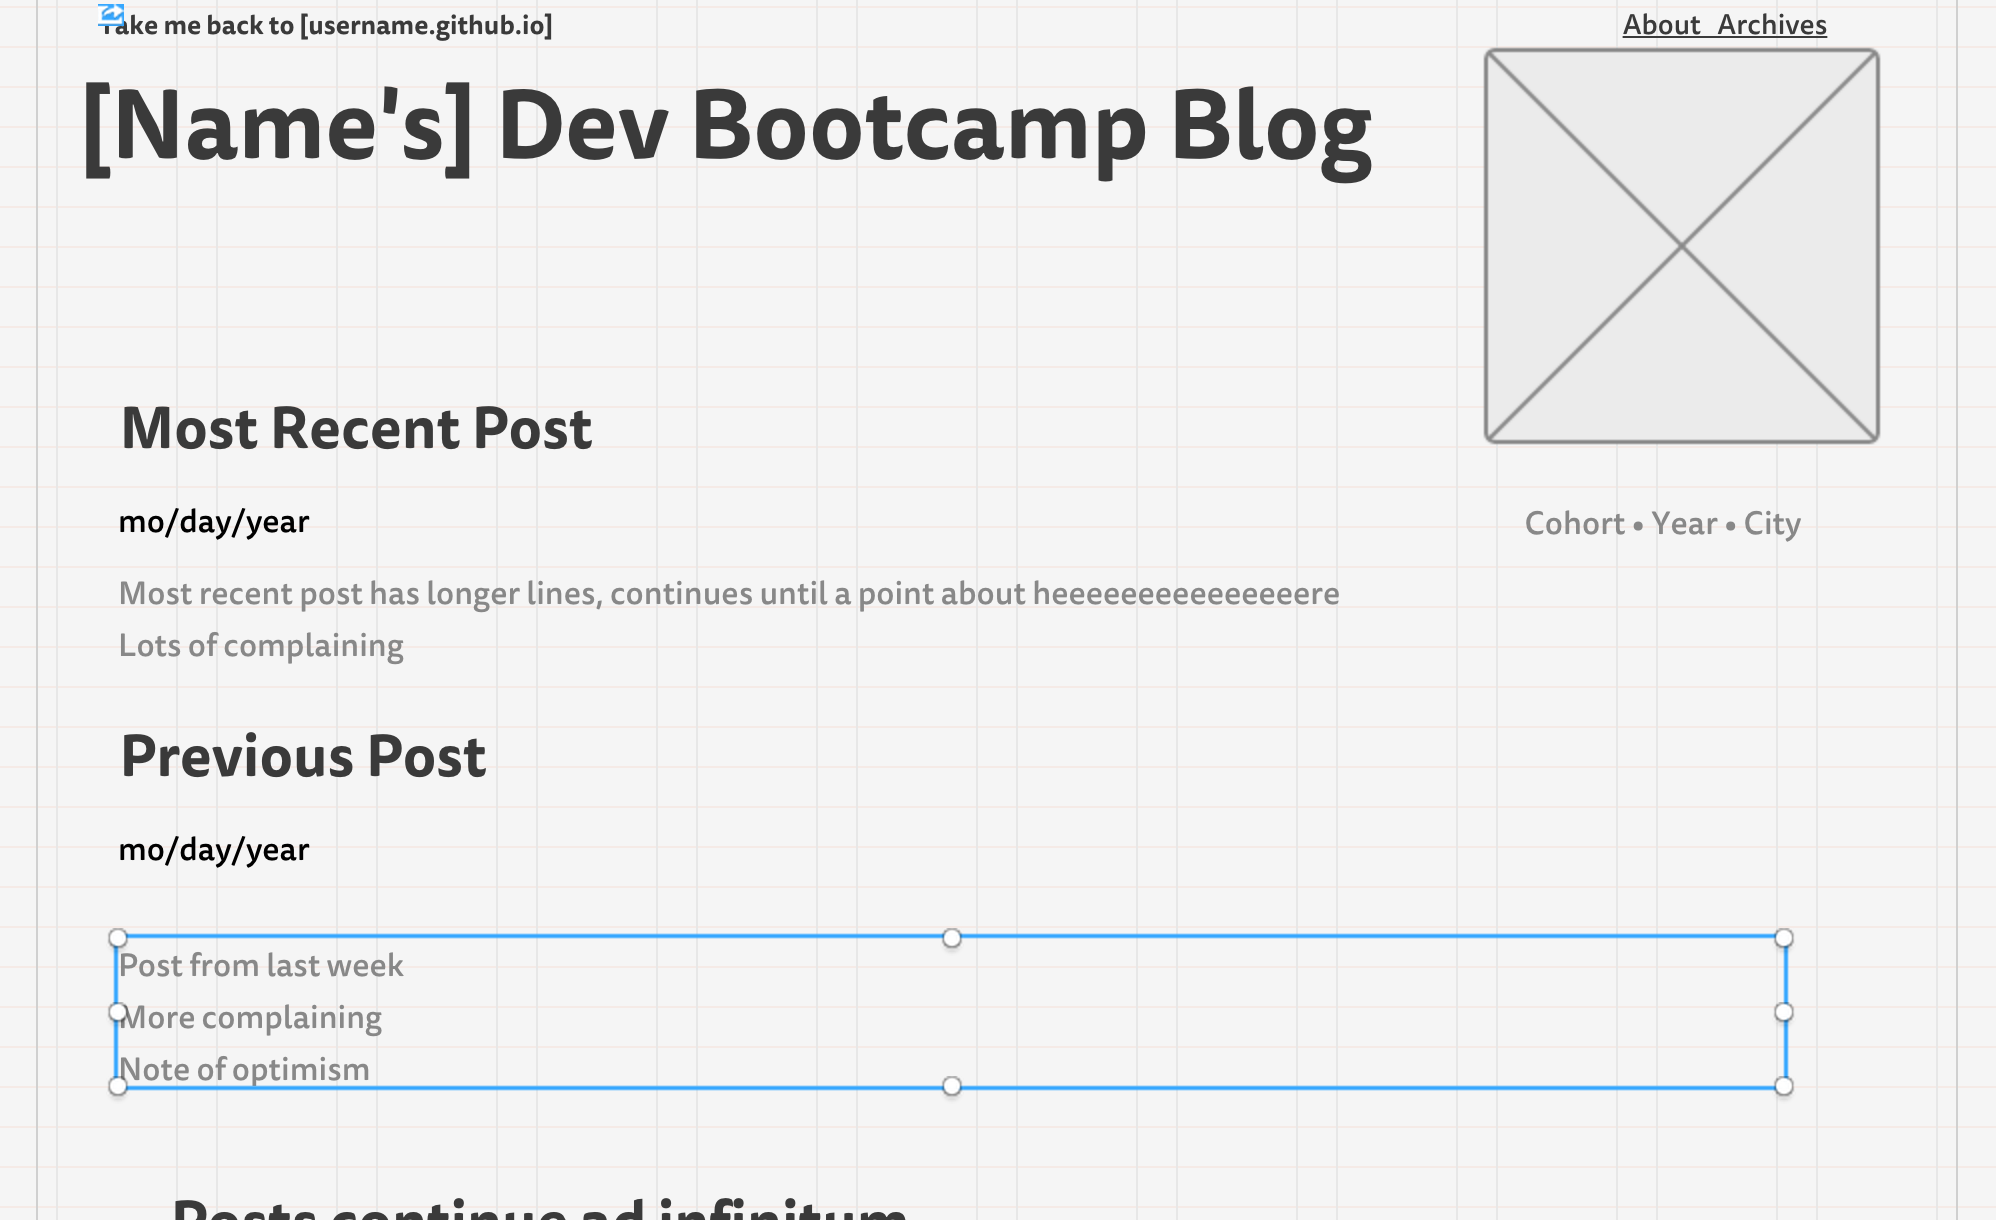 Take me back to [username.github.io]
About Archives
[Name's] Dev Bootcamp Blog
Most Recent Post
mo/day/year
Cohort • Year • City
Most recent post has longer lines, continues until a point about heeeeeeeeeeeeeeere
Lots of complaining
Previous Post
mo/day/year
Post from last week
More complaining
Note of optimism
Posts continue ad infinitum